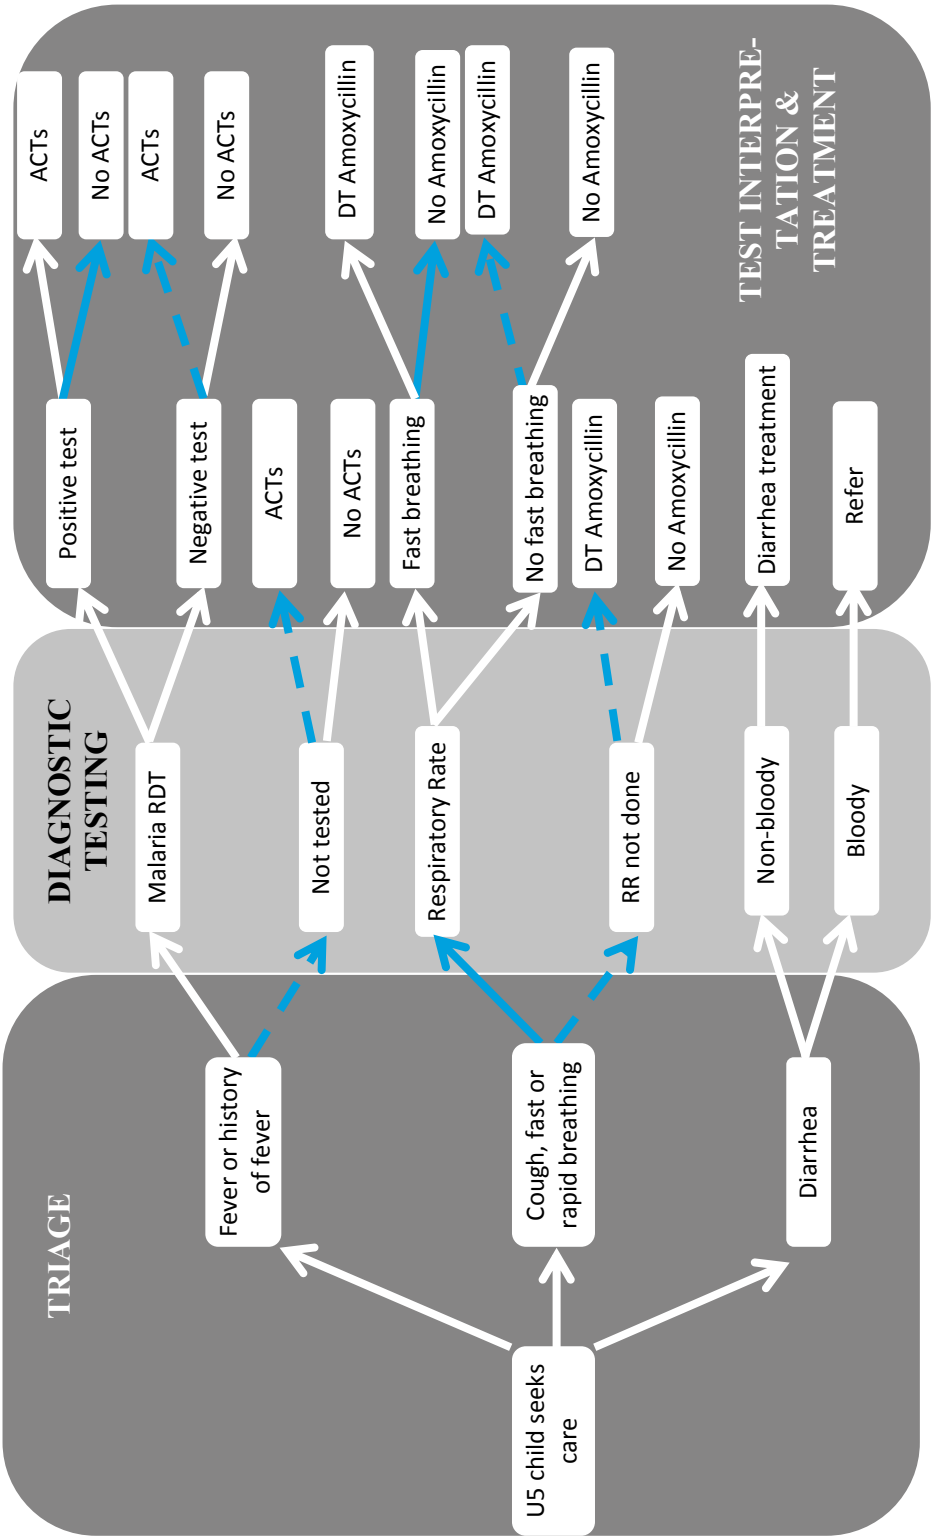 TRIAGE
U5 child seeks
care
Fever or history
of fever
Cough, fast or
rapid breathing
Diarrhea
DIAGNOSTIC
TESTING
Malaria RDT
Not tested
Respiratory Rate
RR not done
Non-bloody
Bloody
Positive test
Negative test
ACTs
No ACTs
Fast breathing
No fast breathing
DT Amoxycillin
No Amoxycillin
Diarrhea treatment
Refer
ACTs
No ACTs
ACTs
No ACTs
DT Amoxycillin
No Amoxycillin
DT Amoxycillin
No Amoxycillin
TEST INTERPRE-
TATION &
TREATMENT